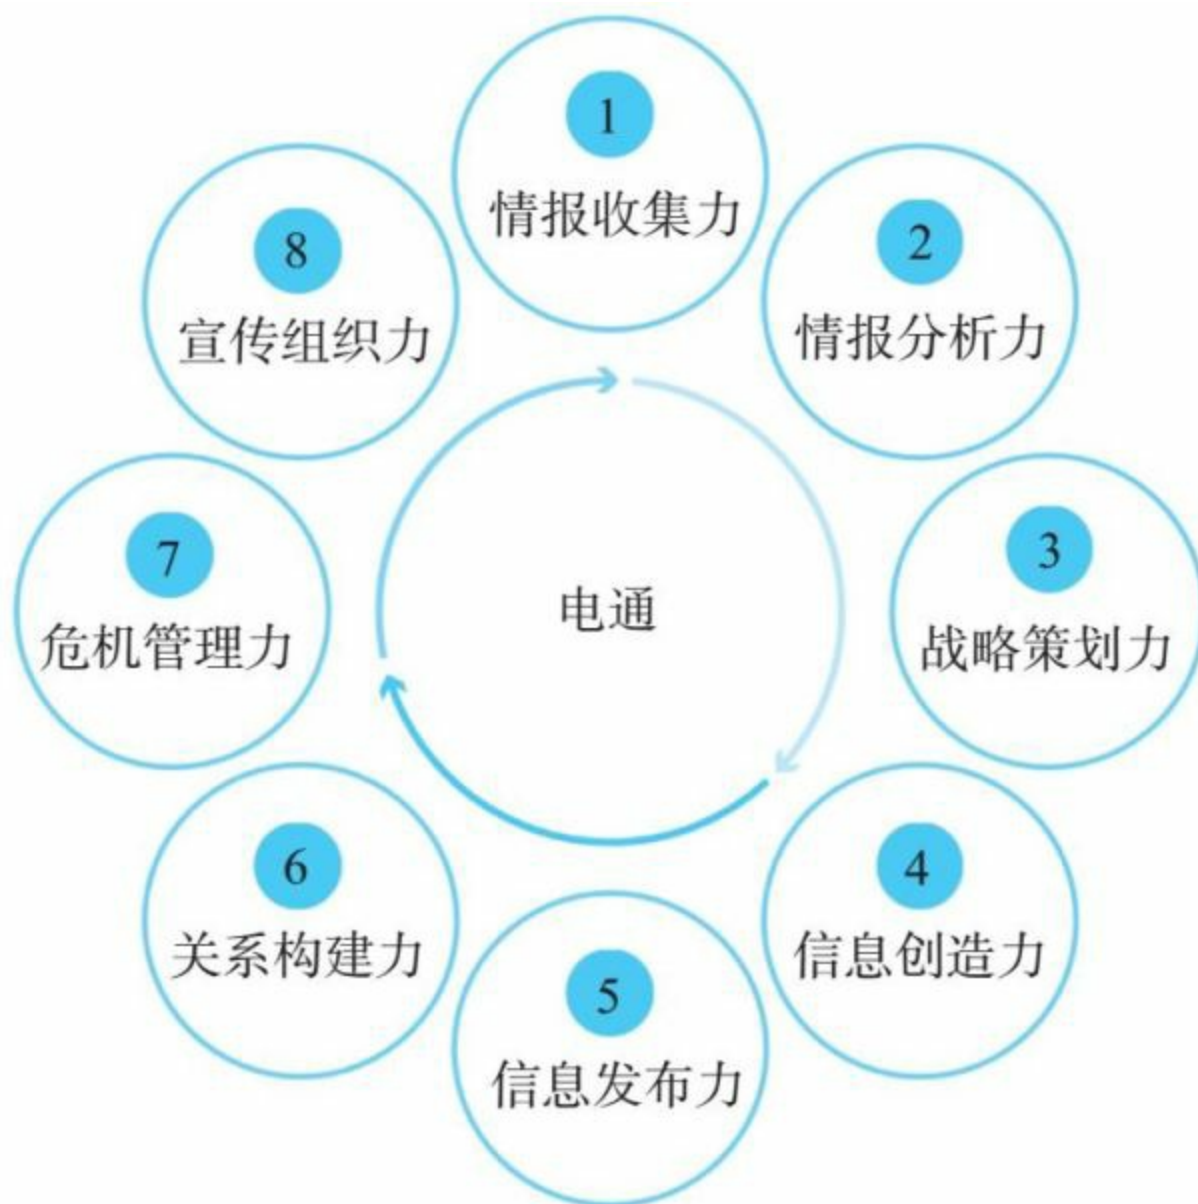 1
情报收集力
2
情报分析力
3
战略策划力
4
信息创造力
5
信息发布力
6
关系构建力
7
危机管理力
8
宣传组织力
电通